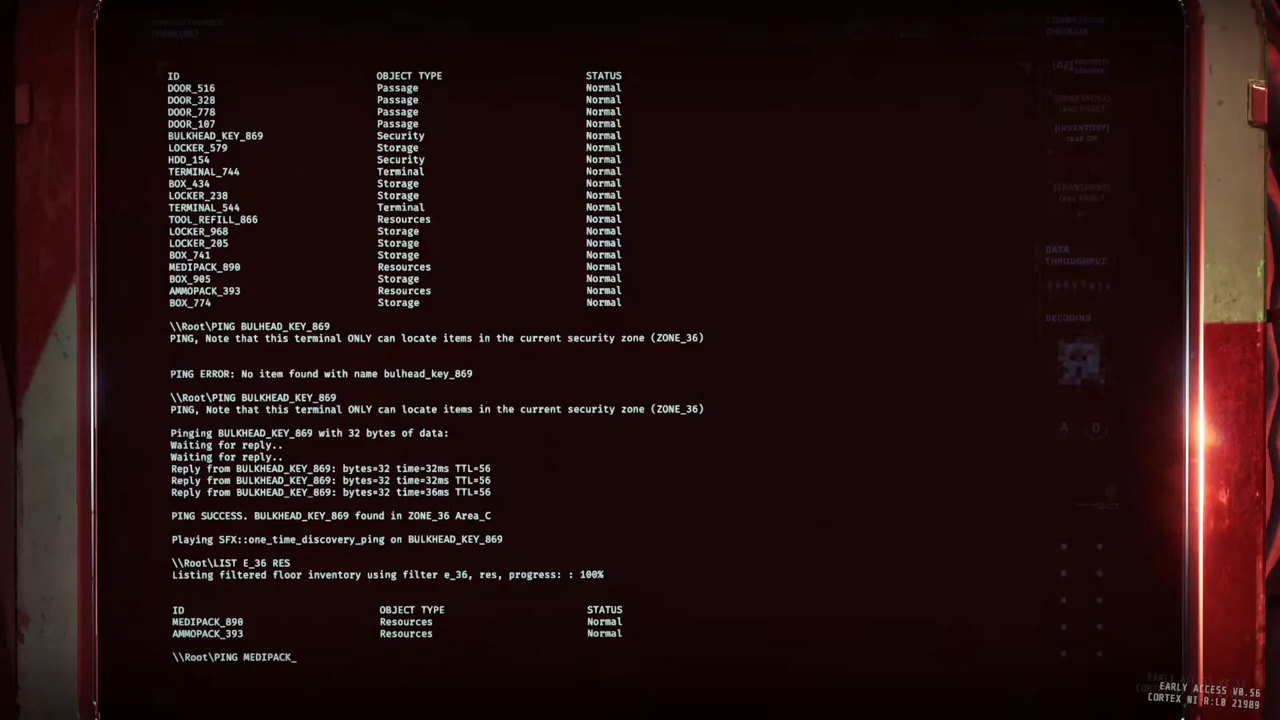 ID OBJECT TYPE STATUS
DOOR_516 Passage Normal
DOOR_328 Passage Normal
DOOR_778 Passage Normal
DOOR_107 Passage Normal
BULKHEAD_KEY_869 Security Normal
LOCKER_579 Storage Normal
HDD_154 Security Normal
TERMINAL_744 Terminal Normal
BOX_434 Storage Normal
LOCKER_238 Storage Normal
TERMINAL_544 Terminal Normal
TOOL_REFILL_866 Resources Normal
LOCKER_968 Storage Normal
LOCKER_205 Storage Normal
BOX_741 Storage Normal
MEDIPACK_890 Resources Normal
BOX_905 Storage Normal
AMMOPACK_393 Resources Normal
BOX_774 Storage Normal
\\Root\PING BULHEAD_KEY_869
PING, Note that this terminal ONLY can locate items in the current security zone (ZONE_36)
PING ERROR: No item found with name bulhead_key_869
\\Root\PING BULKHEAD_KEY_869
PING, Note that this terminal ONLY can locate items in the current security zone (ZONE_36)
Pinging BULKHEAD_KEY_869 with 32 bytes of data:
Waiting for reply..
Waiting for reply..
Reply from BULKHEAD_KEY_869: bytes=32 time=32ms TTL=56
Reply from BULKHEAD_KEY_869: bytes=32 time=32ms TTL=56
Reply from BULKHEAD_KEY_869: bytes=32 time=36ms TTL=56
PING SUCCESS. BULKHEAD_KEY_869 found in ZONE_36 Area_C
Playing SFX::one_time_discovery_ping on BULKHEAD_KEY_869
\\Root\LIST E_36 RES
Listing filtered floor inventory using filter e_36, res, progress: : 100%
ID OBJECT TYPE STATUS
MEDIPACK_890 Resources Normal
AMMOPACK_393 Resources Normal
\\Root\PING MEDIPACK_
DIAGRAM
[INVENTORY]
[TRANSPORT]
DATA
THROUGHPUT
DECODING
A D
EARLY ACCESS V0.56